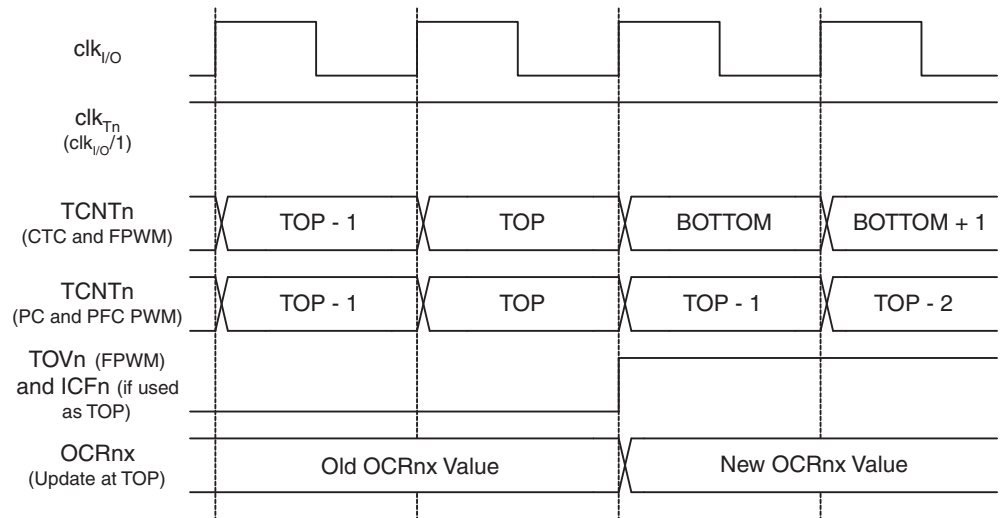 clkI/O
clkTn
(clkI/O/1)
TCNTn
(CTC and FPWM)
TOP - 1
TOP
BOTTOM
BOTTOM + 1
TCNTn
(PC and PFC PWM)
TOP - 1
TOP
TOP - 1
TOP - 2
TOVn (FPWM)
and ICFn (if used
as TOP)
OCRnx
(Update at TOP)
Old OCRnx Value
New OCRnx Value